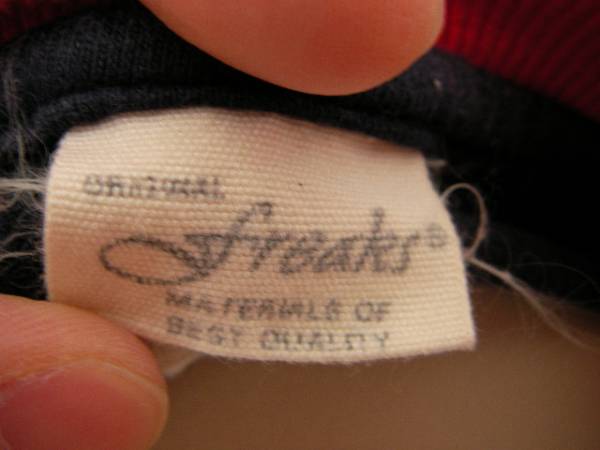 ORIGINAL
freaks®
MATERIALS OF
BEST QUALITY